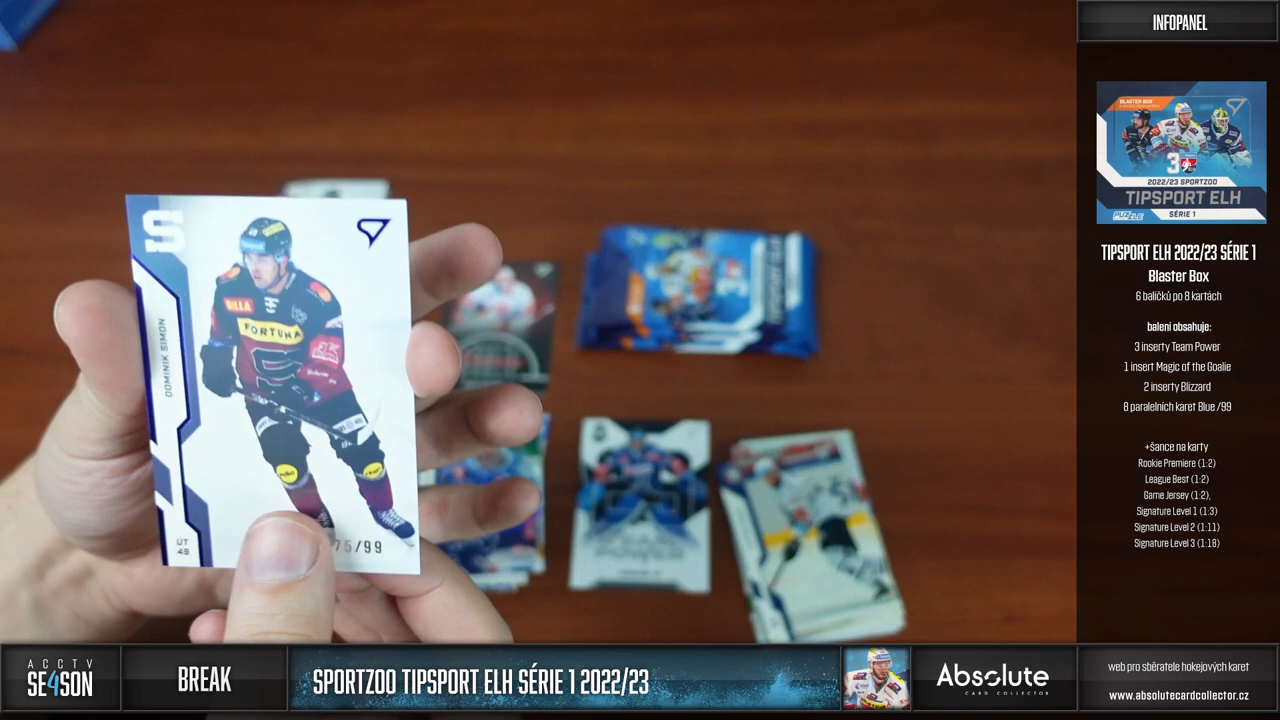 INFOPANEL
BLASTER BOX
3
2022/23 SPORTZOO
TIPSPORT ELH
SÉRIE 1
PUZZLE
TIPSPORT ELH 2022/23 SÉRIE 1
Blaster Box
6 balíčků po 8 kartách
balení obsahuje:
3 inserty Team Power
1 insert Magic of the Goalie
2 inserty Blizzard
8 paralelních karet Blue /99
+šance na karty
Rookie Premiere (1:2)
League Best (1:2)
Game Jersey (1:2),
Signature Level 1 (1:3)
Signature Level 2 (1:11)
Signature Level 3 (1:18)
S
BILLA
FORTUNA
DOMINIK SIMON
ÚT
48
75/99
ACCTV
SE4SON
BREAK
SPORTZOO TIPSPORT ELH SÉRIE 1 2022/23
Absolute
CARD COLLECTOR
web pro sběratele hokejových karet
www.absolutecardcollector.cz